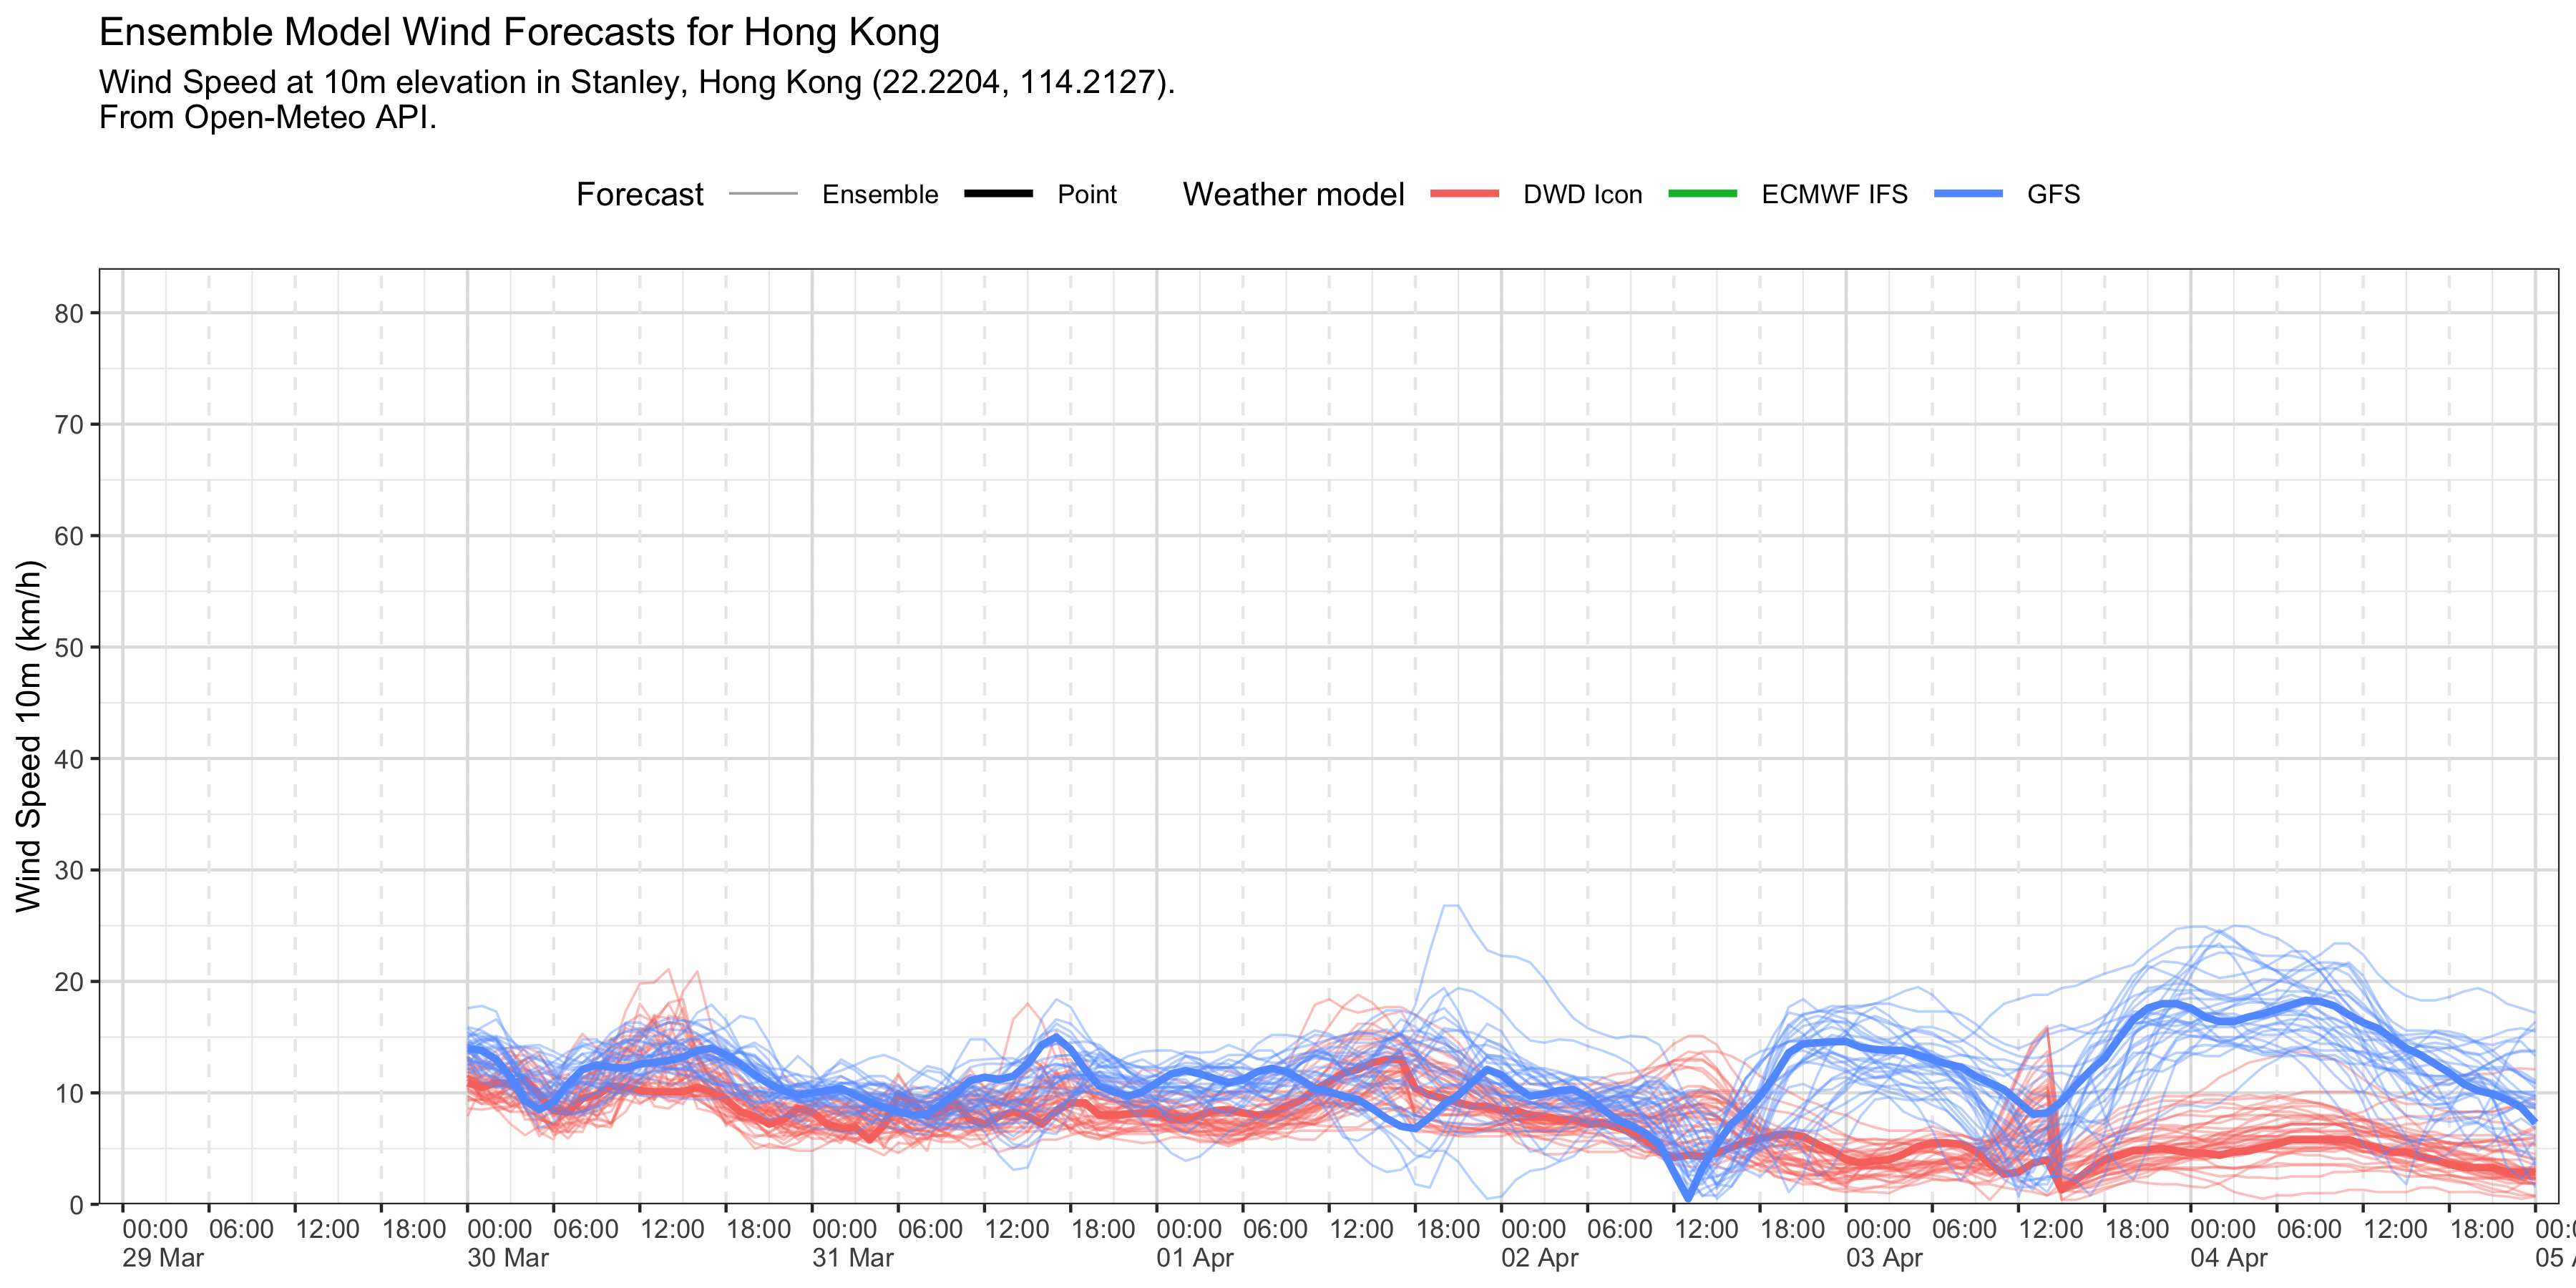 Ensemble Model Wind Forecasts for Hong Kong
Wind Speed at 10m elevation in Stanley, Hong Kong (22.2204, 114.2127).
From Open-Meteo API.
Forecast Ensemble Point Weather model DWD Icon ECMWF IFS GFS
Wind Speed 10m (km/h)
80
70
60
50
40
30
20
10
0
00:00 06:00 12:00 18:00 00:00 06:00 12:00 18:00 00:00 06:00 12:00 18:00 00:00 06:00 12:00 18:00 00:00 06:00 12:00 18:00 00:00 06:00 12:00 18:00 00:00 06:00 12:00 18:00 00:0
29 Mar 30 Mar 31 Mar 01 Apr 02 Apr 03 Apr 04 Apr 05